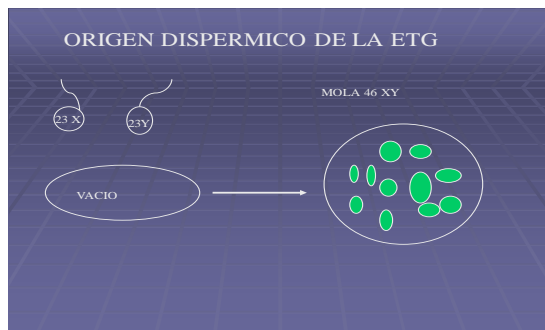 ORIGEN DISPERMICO DE LA ETG
MOLA 46 XY
23 X
23Y
VACIO